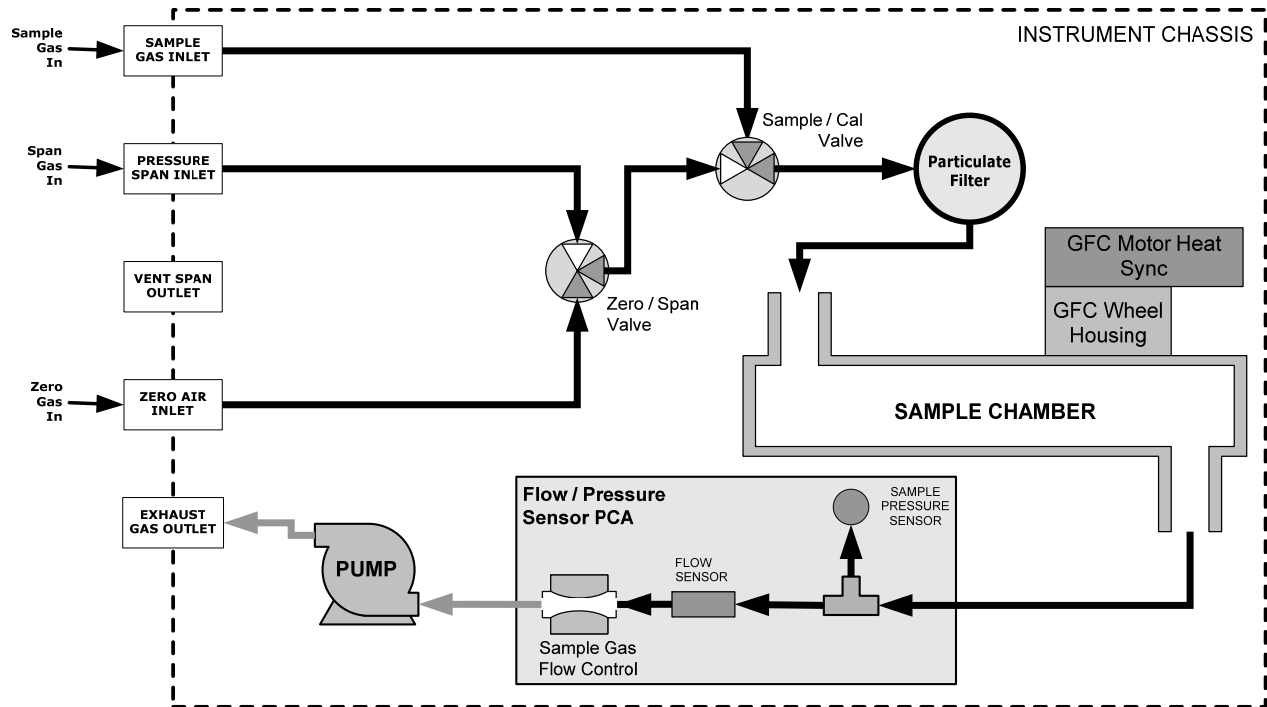 INSTRUMENT CHASSIS
Sample
Gas
In
SAMPLE
GAS INLET
Sample / Cal
Valve
Span
Gas
In
PRESSURE
SPAN INLET
Particulate
Filter
GFC Motor Heat
Sync
VENT SPAN
OUTLET
Zero / Span
Valve
GFC Wheel
Housing
Zero
Gas
In
ZERO AIR
INLET
SAMPLE CHAMBER
Flow / Pressure
Sensor PCA
SAMPLE
PRESSURE
SENSOR
EXHAUST
GAS OUTLET
PUMP
FLOW
SENSOR
Sample Gas
Flow Control